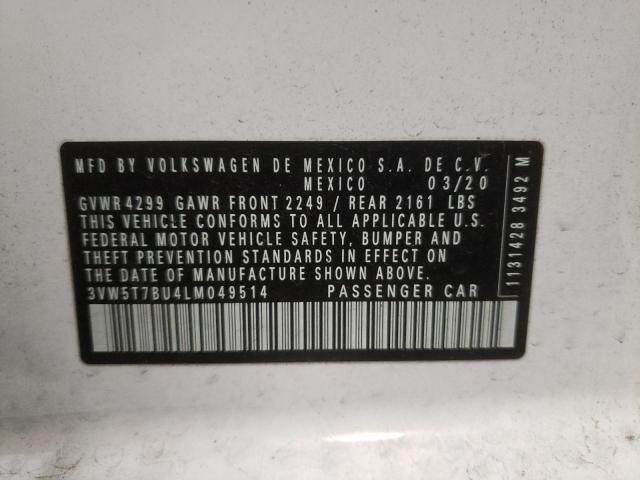 MFD BY VOLKSWAGEN DE MEXICO S.A. DE C.V.
MEXICO 03/20
GVWR 4299 GAWR FRONT 2249 / REAR 2161 LBS
THIS VEHICLE CONFORMS TO ALL APPLICABLE U.S.
FEDERAL MOTOR VEHICLE SAFETY, BUMPER AND
THEFT PREVENTION STANDARDS IN EFFECT ON THE
DATE OF MANUFACTURE SHOWN ABOVE.
3VW5T7BU4LM049514 PASSENGER CAR
1131428 3492 M